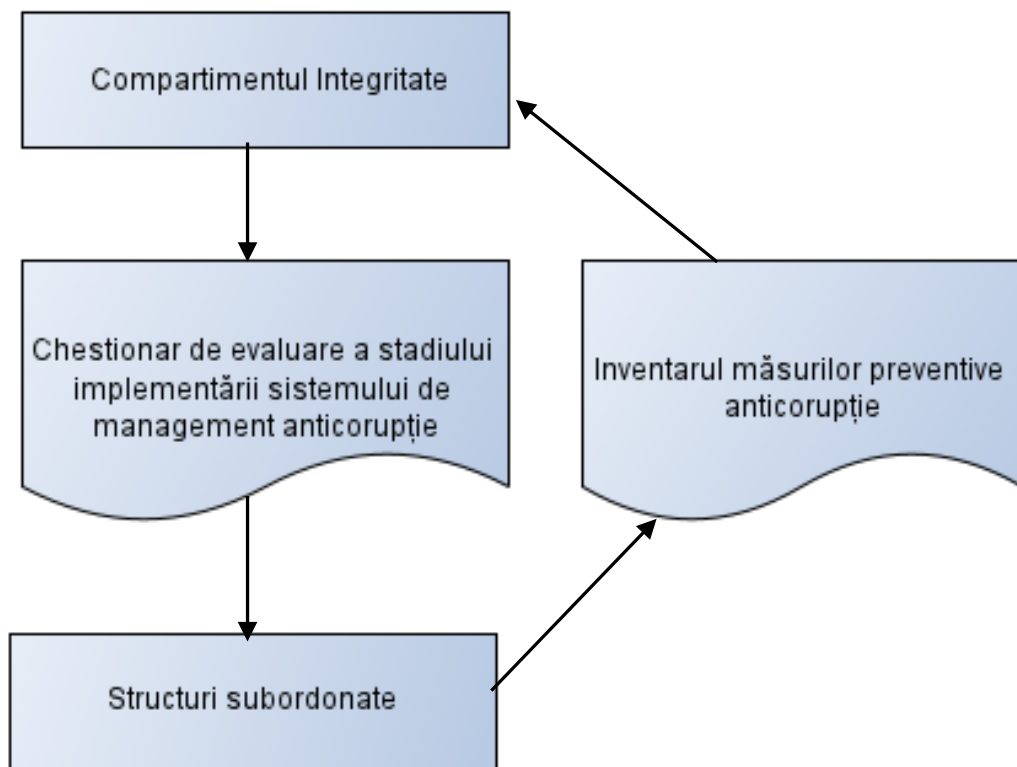 Compartimentul Integritate
Chestionar de evaluare a stadiului
implementării sistemului de
management anticorupție
Inventarul măsurilor preventive
anticorupție
Structuri subordonate